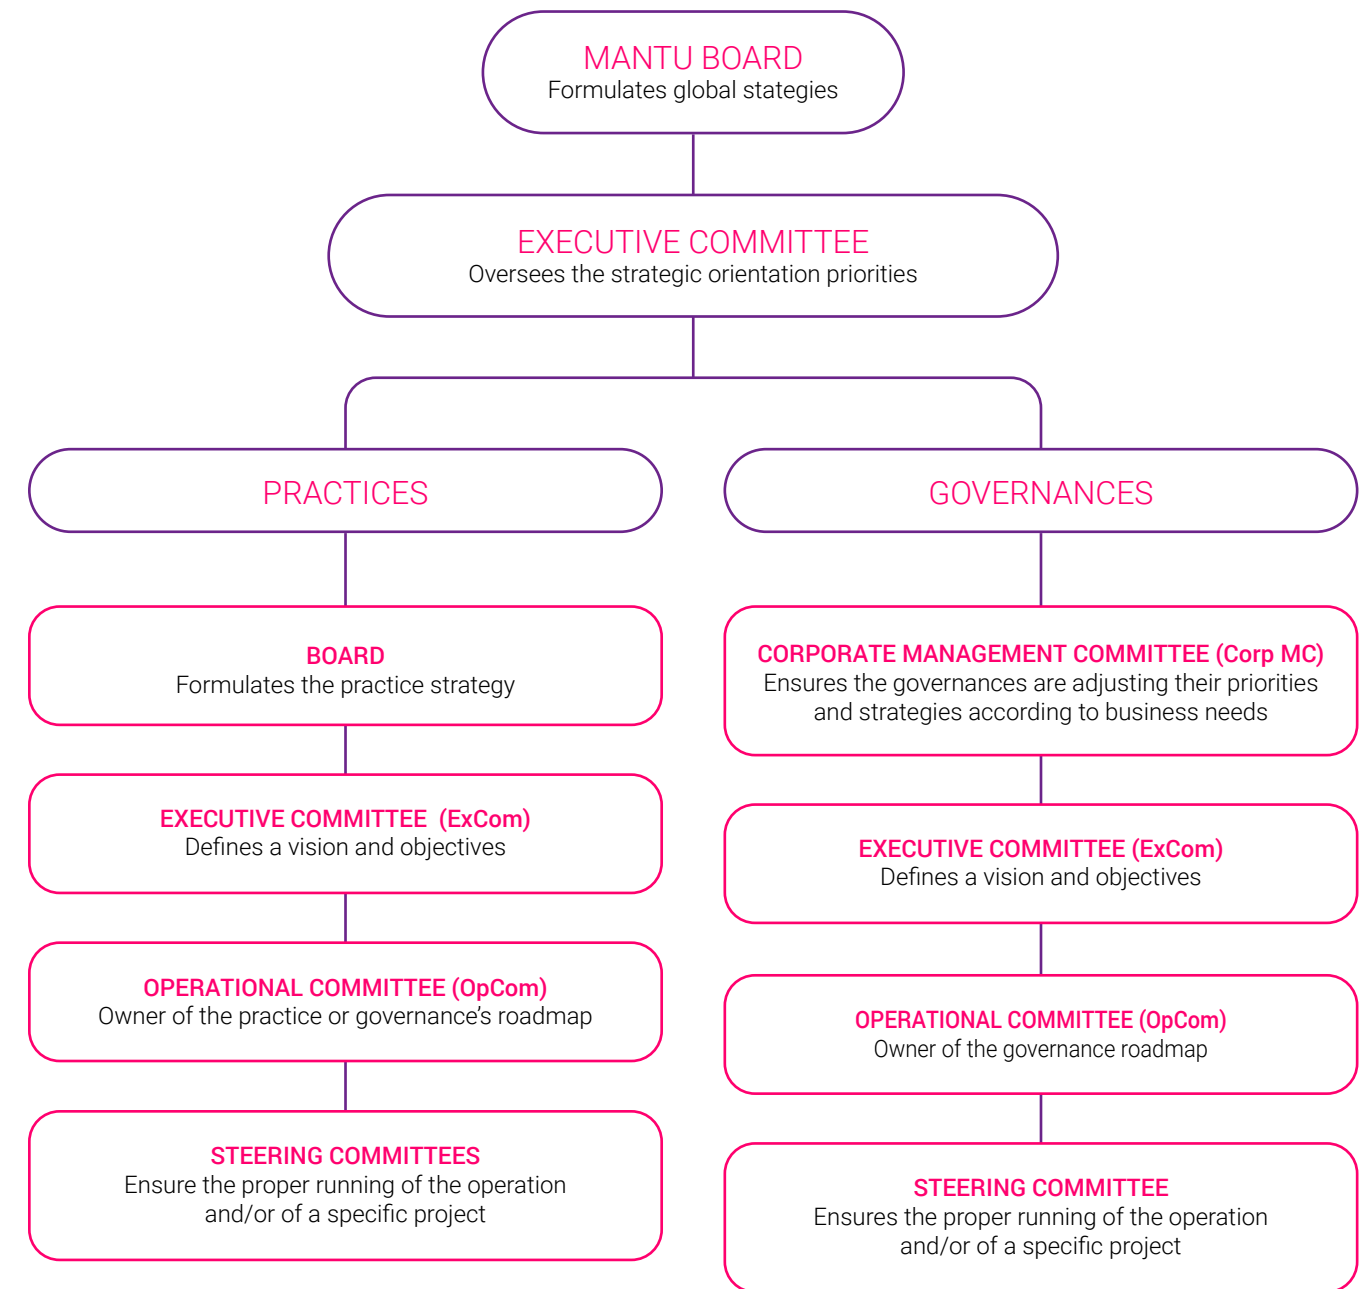 MANTU BOARD
Formulates global stategies
EXECUTIVE COMMITTEE
Oversees the strategic orientation priorities
PRACTICES
BOARD
Formulates the practice strategy
EXECUTIVE COMMITTEE (ExCom)
Defines a vision and objectives
OPERATIONAL COMMITTEE (OpCom)
Owner of the practice or governance’s roadmap
STEERING COMMITTEES
Ensure the proper running of the operation
and/or of a specific project
GOVERNANCES
CORPORATE MANAGEMENT COMMITTEE (Corp MC)
Ensures the governances are adjusting their priorities
and strategies according to business needs
EXECUTIVE COMMITTEE (ExCom)
Defines a vision and objectives
OPERATIONAL COMMITTEE (OpCom)
Owner of the governance roadmap
STEERING COMMITTEE
Ensures the proper running of the operation
and/or of a specific project